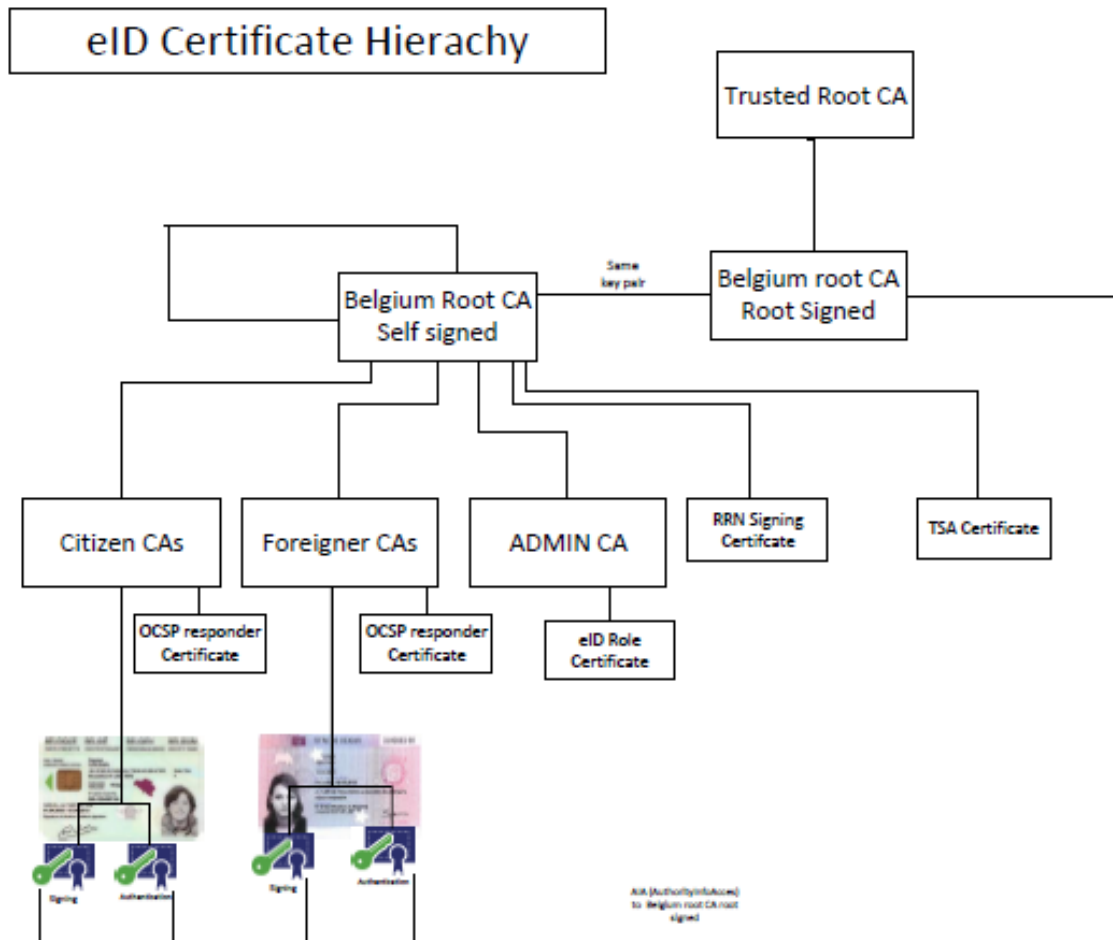 eID Certificate Hierachy
Trusted Root CA
Same
key pair
Belgium Root CA
Self signed
Belgium root CA
Root Signed
Citizen CAs
Foreigner CAs
ADMIN CA
RRN Signing
Certifcate
TSA Certificate
OCSP responder
Certificate
OCSP responder
Certificate
eID Role
Certificate
Signing
Authentication
Signing
Authentication
AIA (AuthorityInfoAcces)
to Belgium root CA root
signed